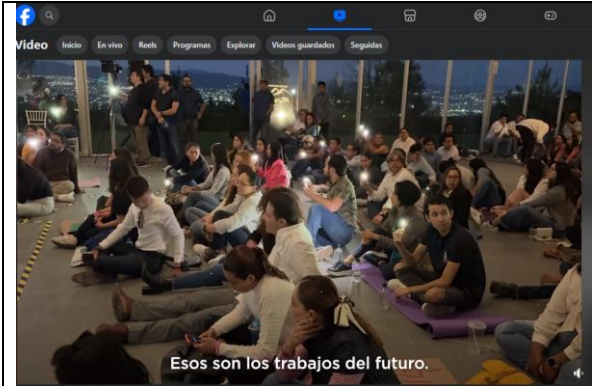 Video Inicio En vivo Reels Programas Explorar Videos guardados Seguidas
Esos son los trabajos del futuro.